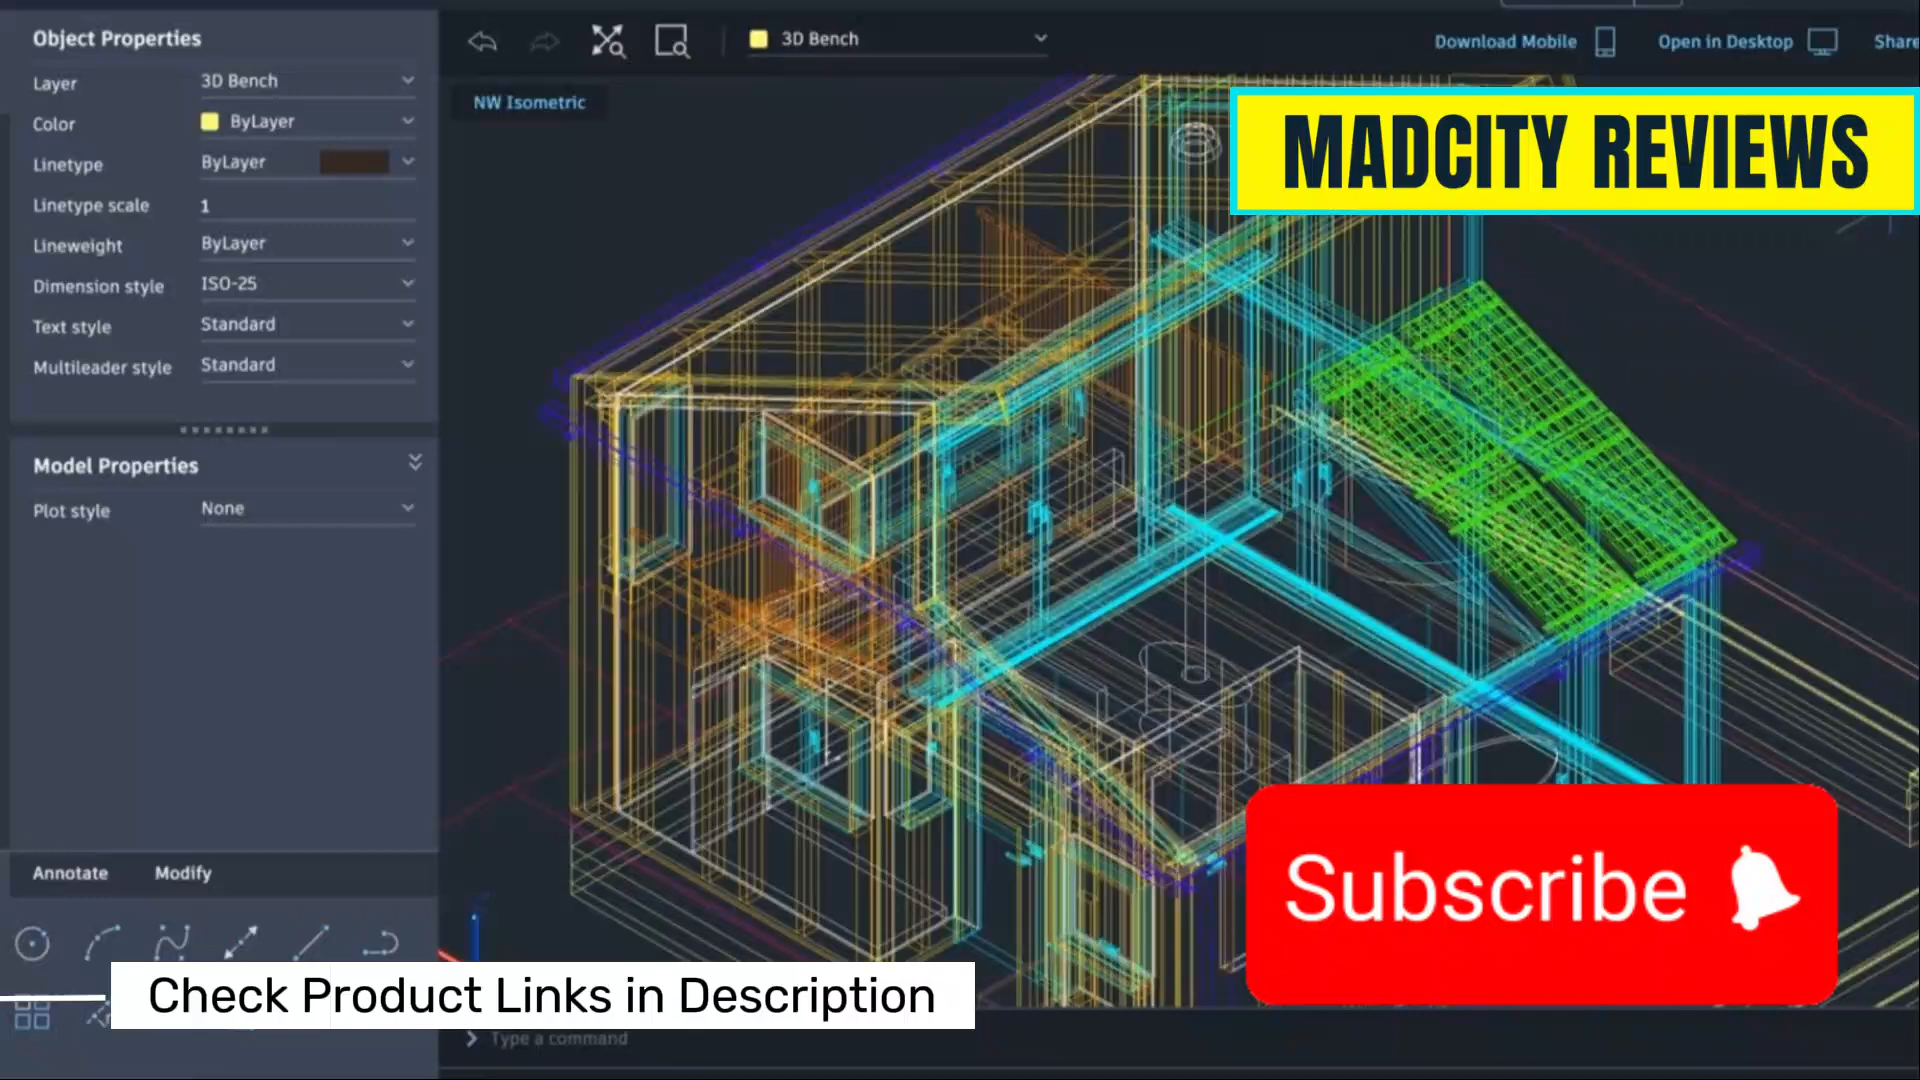 Object Properties
Layer 3D Bench
Color ByLayer
Linetype ByLayer
Linetype scale 1
Lineweight ByLayer
Dimension style ISO-25
Text style Standard
Multileader style Standard
Model Properties
Plot style None
Annotate Modify
3D Bench
Download Mobile Open in Desktop Share
NW Isometric
MADCITY REVIEWS
Subscribe
Check Product Links in Description
Type a command